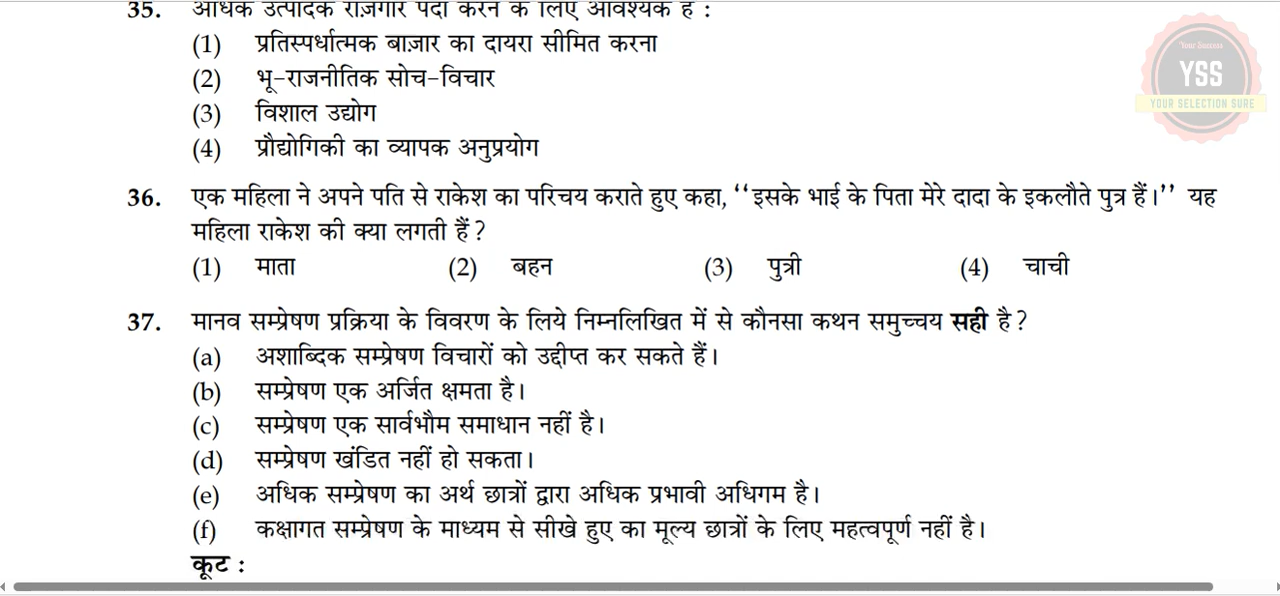 35. अधिक उत्पादक रोज़गार पैदा करने के लिए आवश्यक है :
(1) प्रतिस्पर्धात्मक बाज़ार का दायरा सीमित करना
(2) भू-राजनीतिक सोच-विचार
(3) विशाल उद्योग
(4) प्रौद्योगिकी का व्यापक अनुप्रयोग
36. एक महिला ने अपने पति से राकेश का परिचय कराते हुए कहा, ‘‘इसके भाई के पिता मेरे दादा के इकलौते पुत्र हैं।’’ यह
महिला राकेश की क्या लगती हैं ?
(1) माता (2) बहन (3) पुत्री (4) चाची
37. मानव सम्प्रेषण प्रक्रिया के विवरण के लिये निम्नलिखित में से कौनसा कथन समुच्चय सही है ?
(a) अशाब्दिक सम्प्रेषण विचारों को उद्दीप्त कर सकते हैं।
(b) सम्प्रेषण एक अर्जित क्षमता है।
(c) सम्प्रेषण एक सार्वभौम समाधान नहीं है।
(d) सम्प्रेषण खंडित नहीं हो सकता।
(e) अधिक सम्प्रेषण का अर्थ छात्रों द्वारा अधिक प्रभावी अधिगम है।
(f) कक्षागत सम्प्रेषण के माध्यम से सीखे हुए का मूल्य छात्रों के लिए महत्वपूर्ण नहीं है।
कूट :
Your Success
YSS
YOUR SELECTION SURE